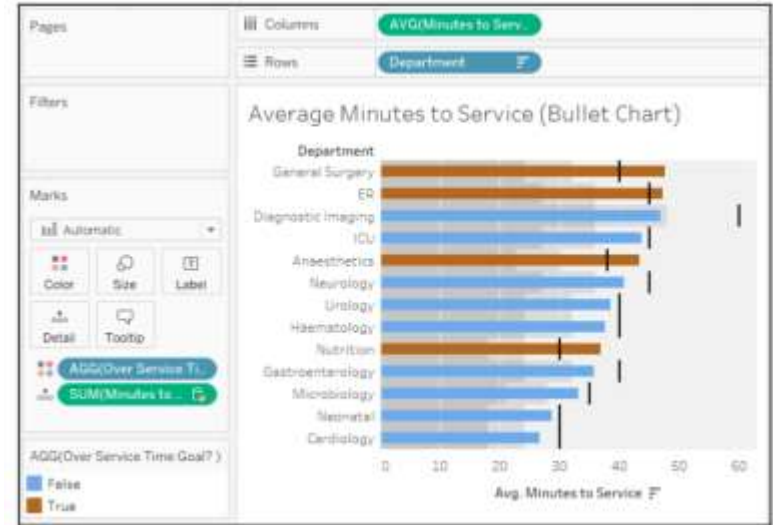 Pages
Columns
AVG(Minutes to Serv..
Rows
Department
Filters
Average Minutes to Service (Bullet Chart)
Department
General Surgery
ER
Diagnostic Imaging
ICU
Anaesthetics
Neurology
Urology
Haematology
Nutrition
Gastroenterology
Microbiology
Neonatal
Cardiology
0 10 20 30 40 50 60
Avg. Minutes to Service
Marks
Automatic
Color Size Label
Detail Tooltip
AGG(Over Service Ti..
SUM(Minutes to ..
AGG(Over Service Time Goal? )
False
True